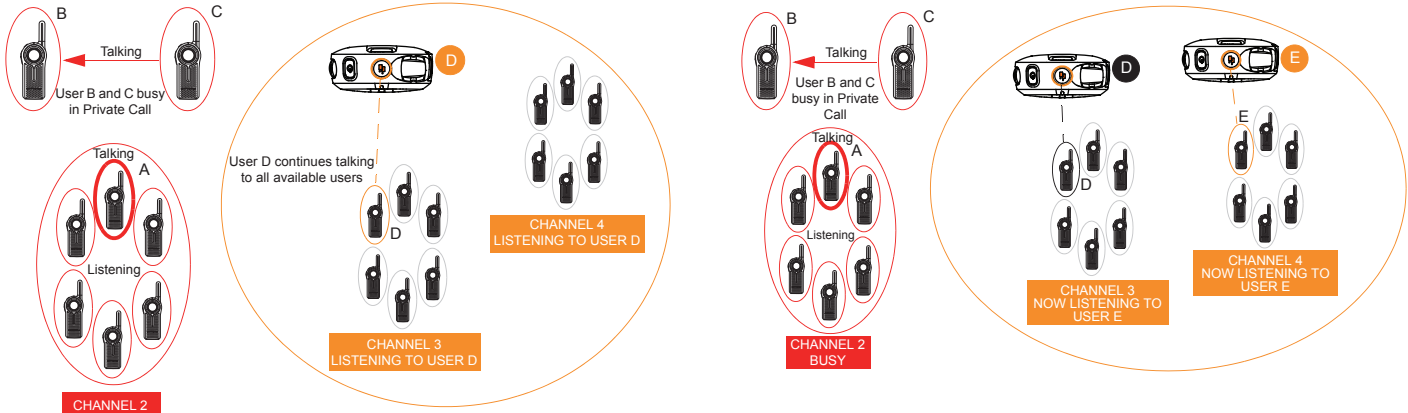 B
C
Talking
User B and C busy
in Private Call
Talking
A
Listening
CHANNEL 2
D
User D continues talking
to all available users
D
CHANNEL 3
LISTENING TO USER D
CHANNEL 4
LISTENING TO USER D
B
C
Talking
User B and C
busy in Private
Call
Talking
A
Listening
CHANNEL 2
BUSY
D
E
D
E
CHANNEL 3
NOW LISTENING TO
USER E
CHANNEL 4
NOW LISTENING TO
USER E